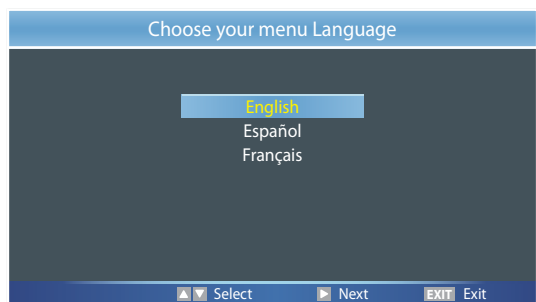 Choose your menu Language
English
Español
Français
Select Next EXIT Exit